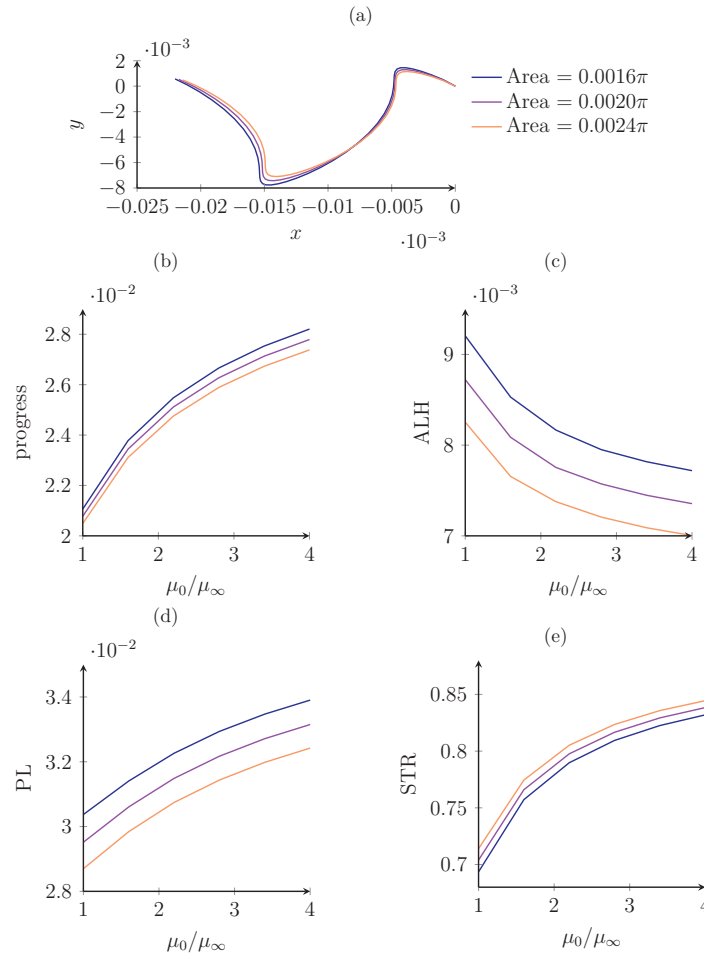 (a)
·10⁻³
2
0
−2
−4
−6
−8
y
−0.025 −0.02 −0.015 −0.01 −0.005 0
x
·10⁻³
Area = 0.0016π
Area = 0.0020π
Area = 0.0024π
(b)
·10⁻²
2.8
2.6
2.4
2.2
2
progress
1 2 3 4
μ₀/μ∞
(c)
·10⁻³
9
8
7
ALH
1 2 3 4
μ₀/μ∞
(d)
·10⁻²
3.4
3.2
3
2.8
PL
1 2 3 4
μ₀/μ∞
(e)
0.85
0.8
0.75
0.7
STR
1 2 3 4
μ₀/μ∞